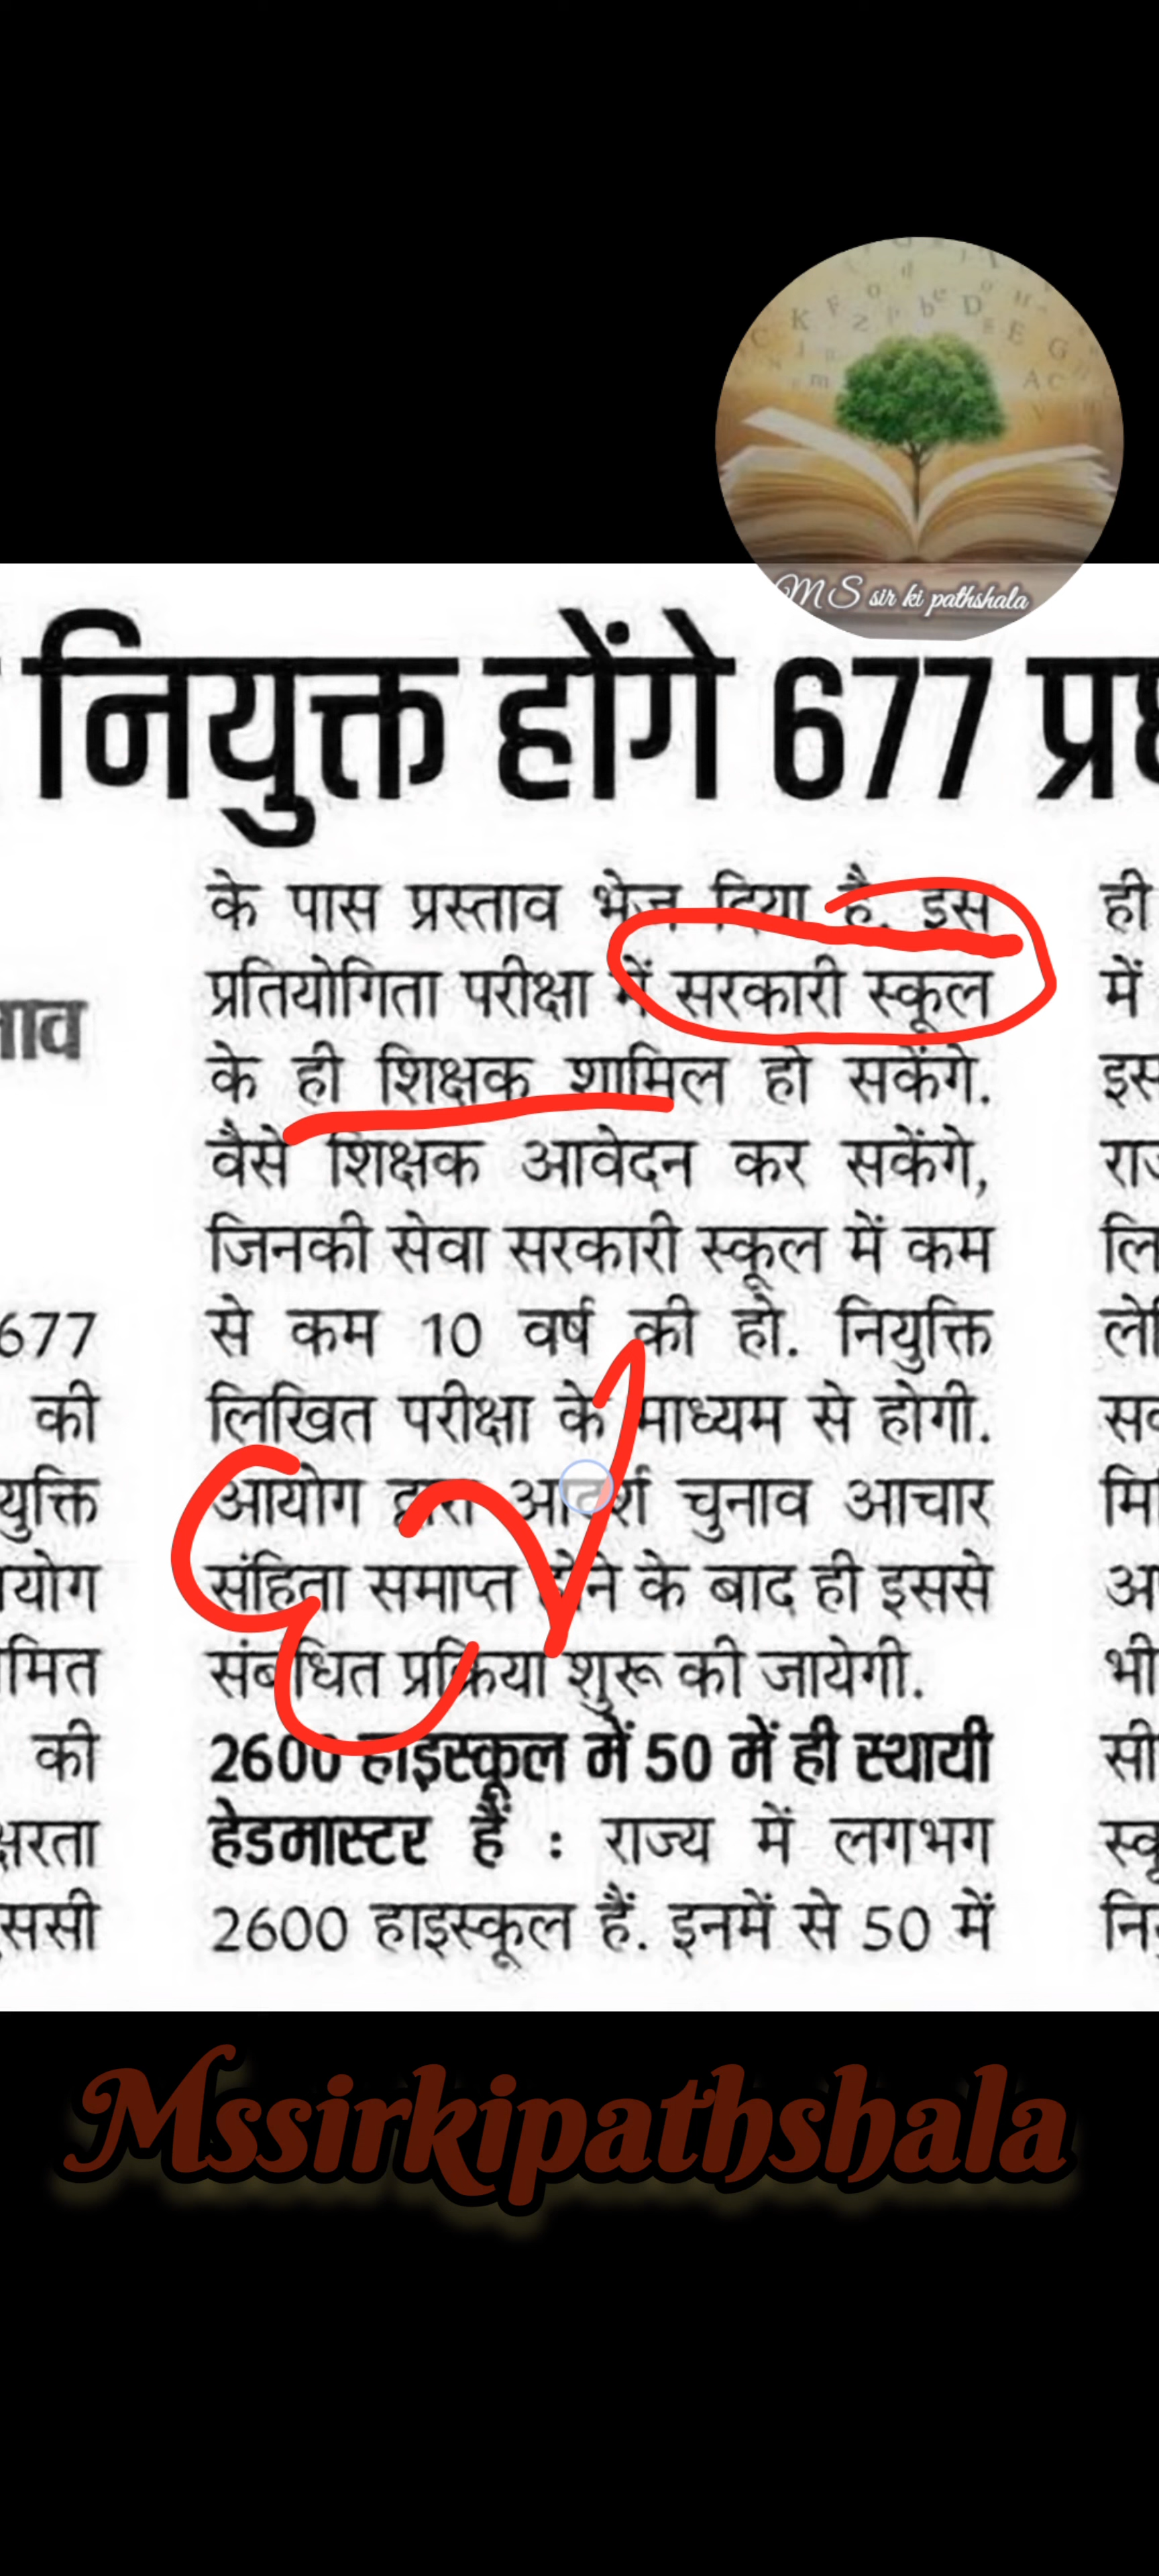 MS sir ki pathshala
नियुक्त होंगे 677
के पास प्रस्ताव भेज दिया है. इस
प्रतियोगिता परीक्षा में सरकारी स्कूल
के ही शिक्षक शामिल हो सकेंगे.
वैसे शिक्षक आवेदन कर सकेंगे,
जिनकी सेवा सरकारी स्कूल में कम
से कम 10 वर्ष की हो. नियुक्ति
लिखित परीक्षा के माध्यम से होगी.
आयोग द्वारा आदर्श चुनाव आचार
संहिता समाप्त होने के बाद ही इससे
संबंधित प्रक्रिया शुरू की जायेगी.
2600 हाइस्कूल में 50 में ही स्थायी
हेडमास्टर हैं : राज्य में लगभग
2600 हाइस्कूल हैं. इनमें से 50 में
677
की
की
ही
में
Mssirkipathshala